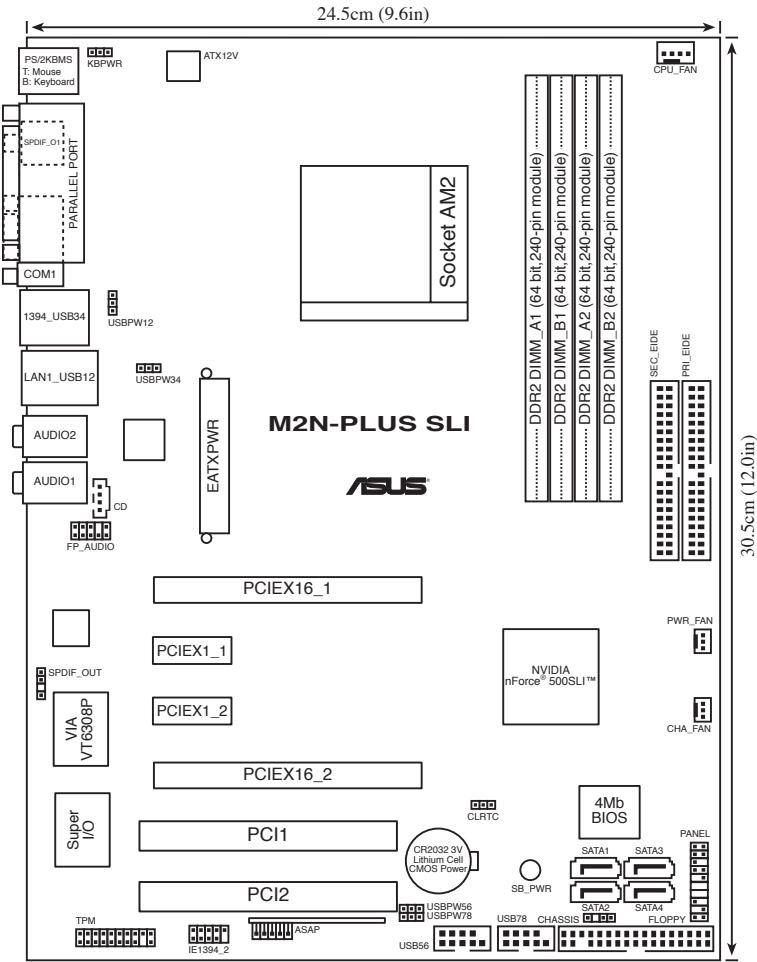 24.5cm (9.6in)
PS/2KBMS
T: Mouse
B: Keyboard
KBPWR
ATX12V
CPU_FAN
SPDIF_O1
PARALLEL PORT
Socket AM2
DDR2 DIMM_A1 (64 bit,240-pin module)
DDR2 DIMM_B1 (64 bit,240-pin module)
DDR2 DIMM_A2 (64 bit,240-pin module)
DDR2 DIMM_B2 (64 bit,240-pin module)
COM1
1394_USB34
USBPW12
SEC_EIDE
PRI_EIDE
LAN1_USB12
USBPW34
AUDIO2
EATXPWR
M2N-PLUS SLI
30.5cm (12.0in)
AUDIO1
ASUS
CD
FP_AUDIO
PCIEX16_1
PWR_FAN
PCIEX1_1
NVIDIA
nForce® 500SLI™
SPDIF_OUT
VIA
VT6308P
PCIEX1_2
CHA_FAN
PCIEX16_2
Super
I/O
CLRTC
4Mb
BIOS
PCI1
PANEL
CR2032 3V
Lithium Cell
CMOS Power
SATA1
SATA3
SB_PWR
PCI2
SATA2
SATA4
USBPW56
USBPW78
TPM
IE1394_2
ASAP
USB56
USB78
CHASSIS
FLOPPY